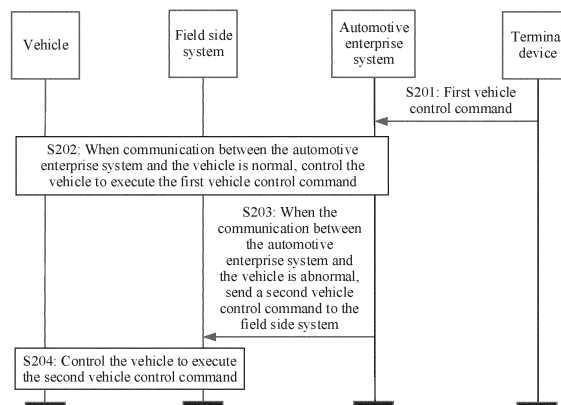 Vehicle
Field side
system
Automotive
enterprise
system
Terminal
device
S201: First vehicle
control command
S202: When communication between the automotive
enterprise system and the vehicle is normal, control the
vehicle to execute the first vehicle control command
S203: When the
communication between
the automotive
enterprise system and
the vehicle is abnormal,
send a second vehicle
control command to the
field side system
S204: Control the vehicle to execute
the second vehicle control command